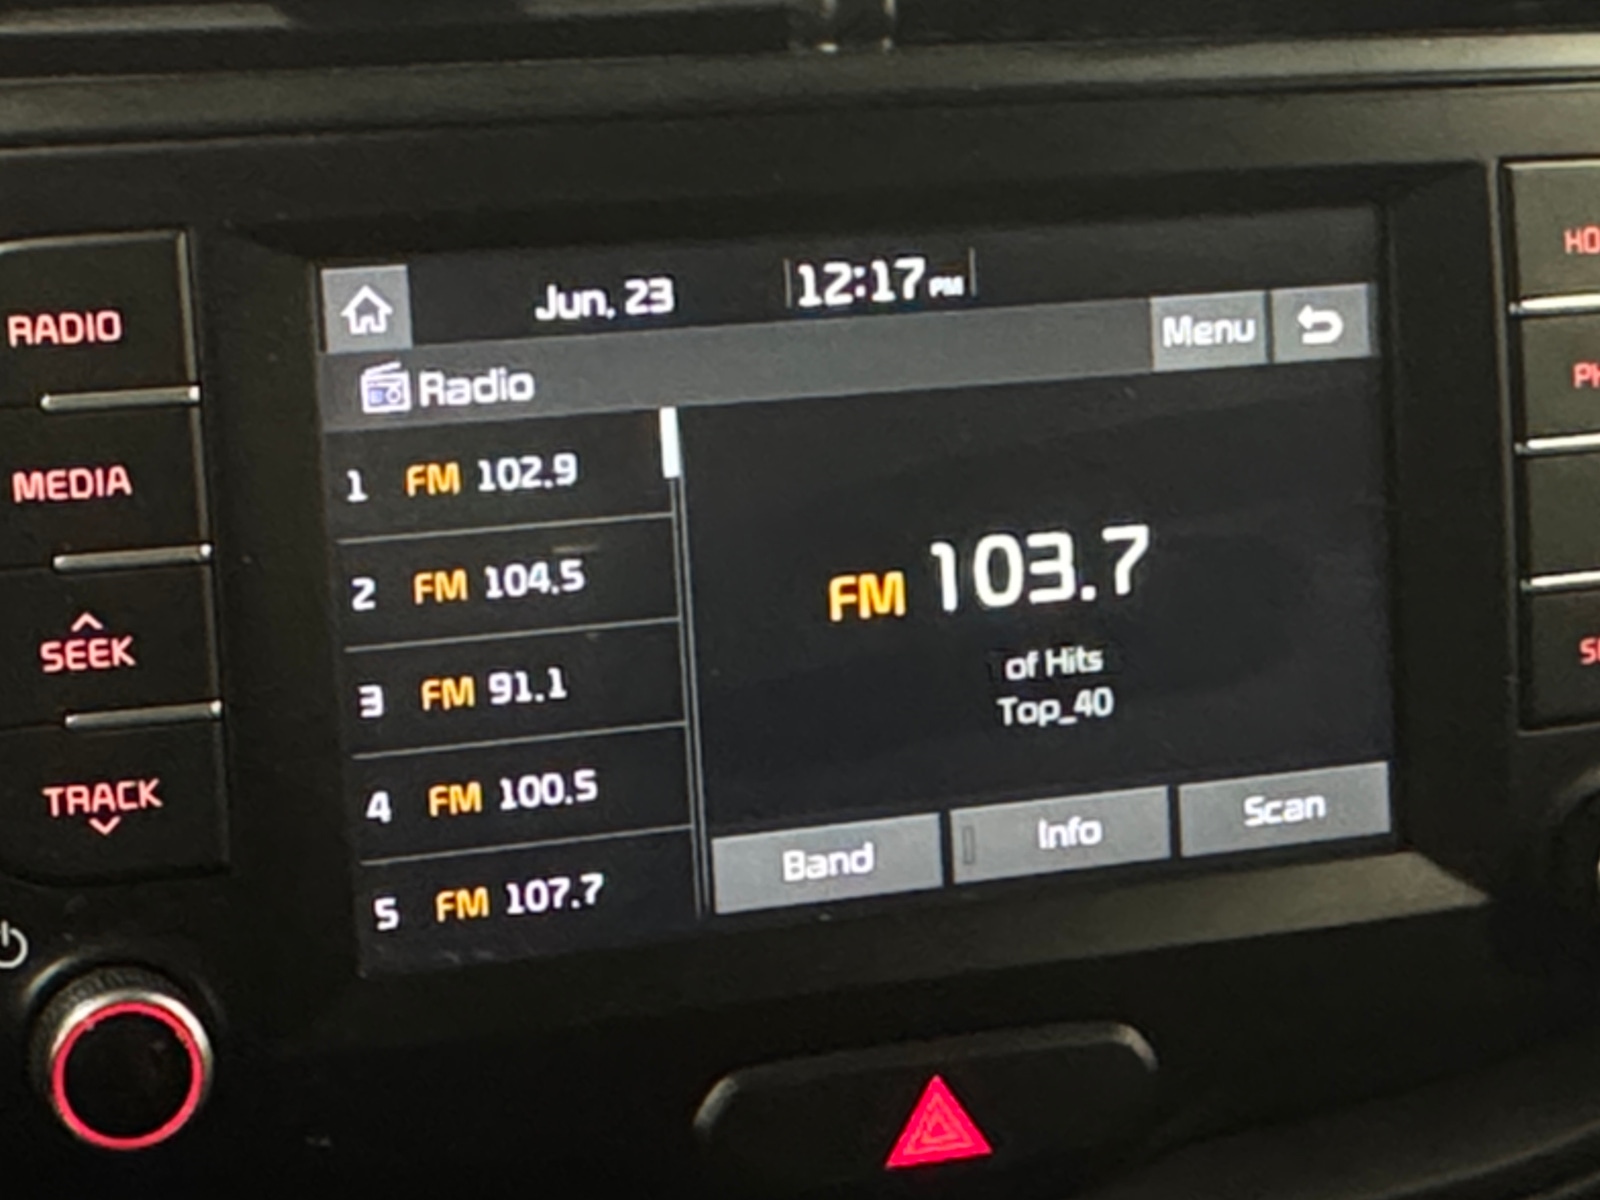 Jun, 23 12:17 PM
Menu
Radio
1 FM 102.9
2 FM 104.5
3 FM 91.1
4 FM 100.5
5 FM 107.7
FM 103.7
of Hits
Top_40
Band Info Scan
RADIO
MEDIA
SEEK
TRACK